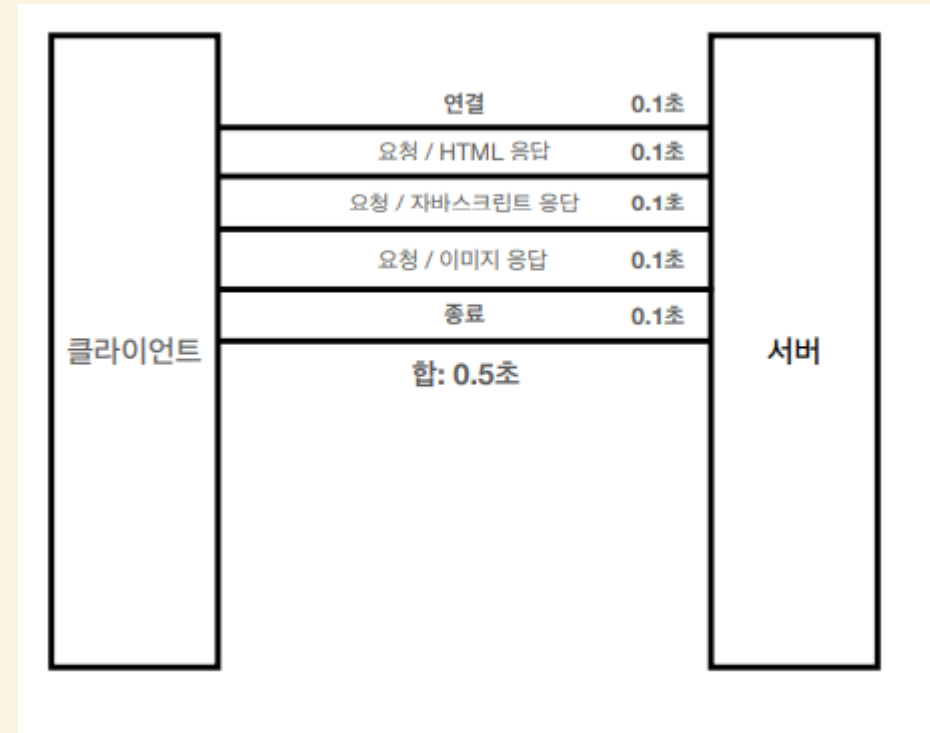 연결 0.1초
요청 / HTML 응답 0.1초
요청 / 자바스크립트 응답 0.1초
요청 / 이미지 응답 0.1초
종료 0.1초
클라이언트
서버
합: 0.5초